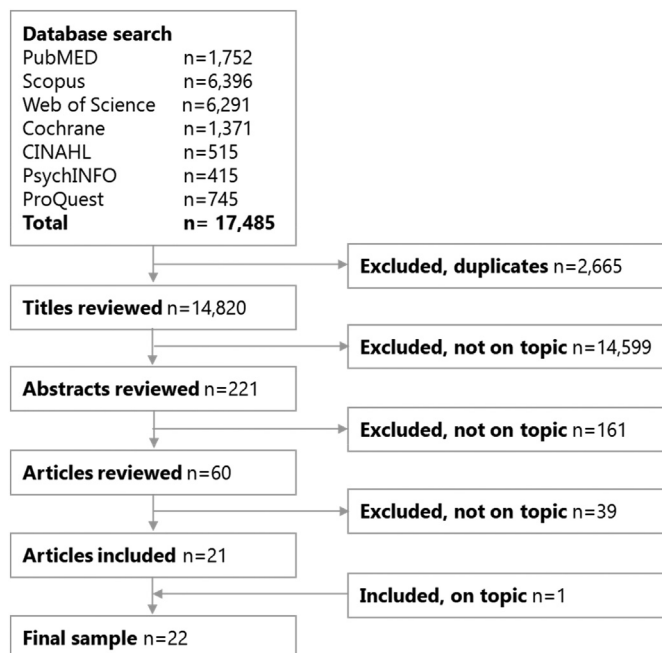 Database search
PubMED n=1,752
Scopus n=6,396
Web of Science n=6,291
Cochrane n=1,371
CINAHL n=515
PsychINFO n=415
ProQuest n=745
Total n= 17,485
Excluded, duplicates n=2,665
Titles reviewed n=14,820
Excluded, not on topic n=14,599
Abstracts reviewed n=221
Excluded, not on topic n=161
Articles reviewed n=60
Excluded, not on topic n=39
Articles included n=21
Included, on topic n=1
Final sample n=22